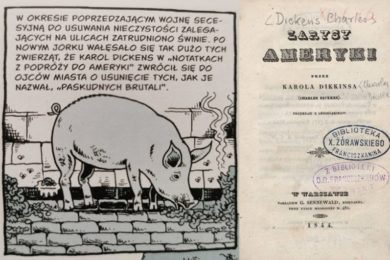 W OKRESIE POPRZEDZAJĄCYM WOJNĘ SECE-
SYJNĄ DO USUWANIA NIECZYSTOŚCI ZALEGA-
JĄCYCH NA ULICACH ZATRUDNIONO ŚWINIE. PO
NOWYM JORKU WAŁĘSAŁO SIĘ TAK DUŻO TYCH
ZWIERZĄT, ŻE KAROL DICKENS W „NOTATKACH
Z PODRÓŻY DO AMERYKI” ZWRÓCIŁ SIĘ DO
OJCÓW MIASTA O USUNIĘCIE TYCH, JAK JE
NAZWAŁ, „PASKUDNYCH BRUTALI”.
[Dickens Charles]
ZARYSY
AMERYKI
PRZEZ
KAROLA DIKKINSA
(CHARLES DICKENS)
BIBLIOTEKA
X. ŻÓRAWSKIEGO
FRANCISZKANINA
Z BIBLIOTEKI
W WARSZAWIE
NAKŁADEM G. SENNEWALD, KSIĘGARZA,
1844.